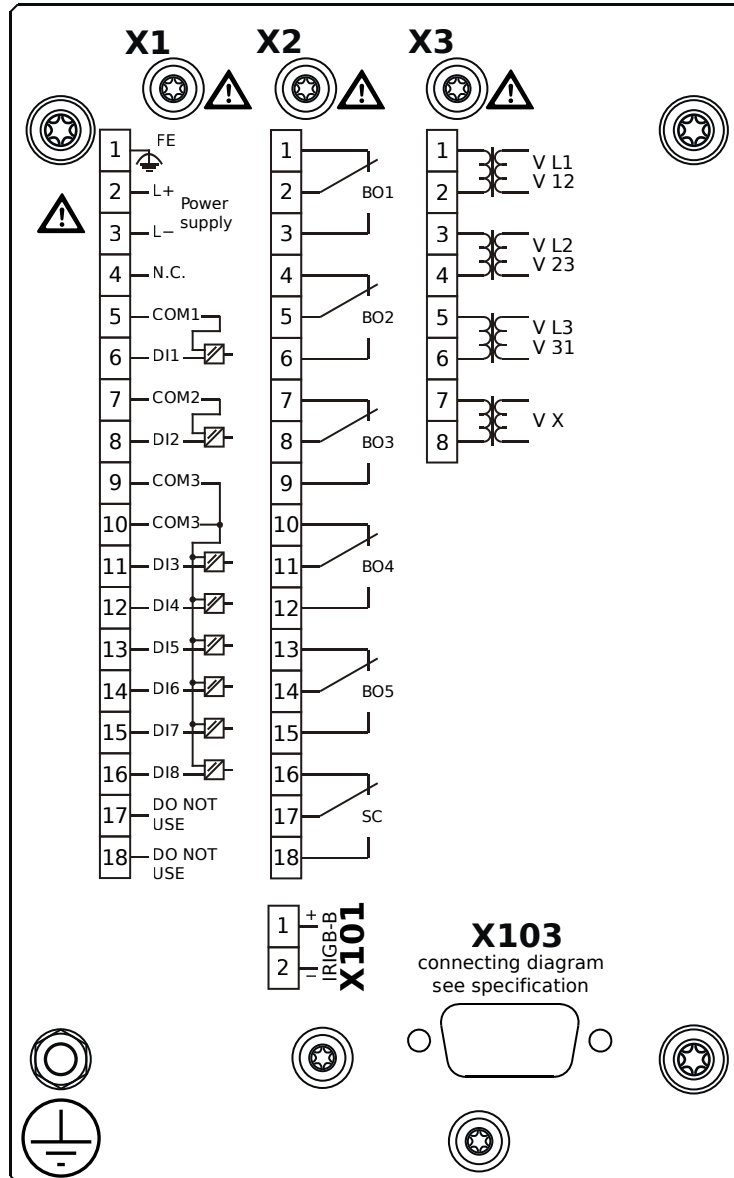 X1
X2
X3
1
FE
2
L+
Power
supply
3
L−
4
N.C.
5
COM1
6
DI1
7
COM2
8
DI2
9
COM3
10
COM3
11
DI3
12
DI4
13
DI5
14
DI6
15
DI7
16
DI8
17
DO NOT
USE
18
DO NOT
USE
1
2
BO1
3
4
5
BO2
6
7
8
BO3
9
10
11
BO4
12
13
14
BO5
15
16
17
SC
18
1
V L1
2
V 12
3
V L2
4
V 23
5
V L3
6
V 31
7
V X
8
1
+
2
−
IRIGB-B
X101
X103
connecting diagram
see specification